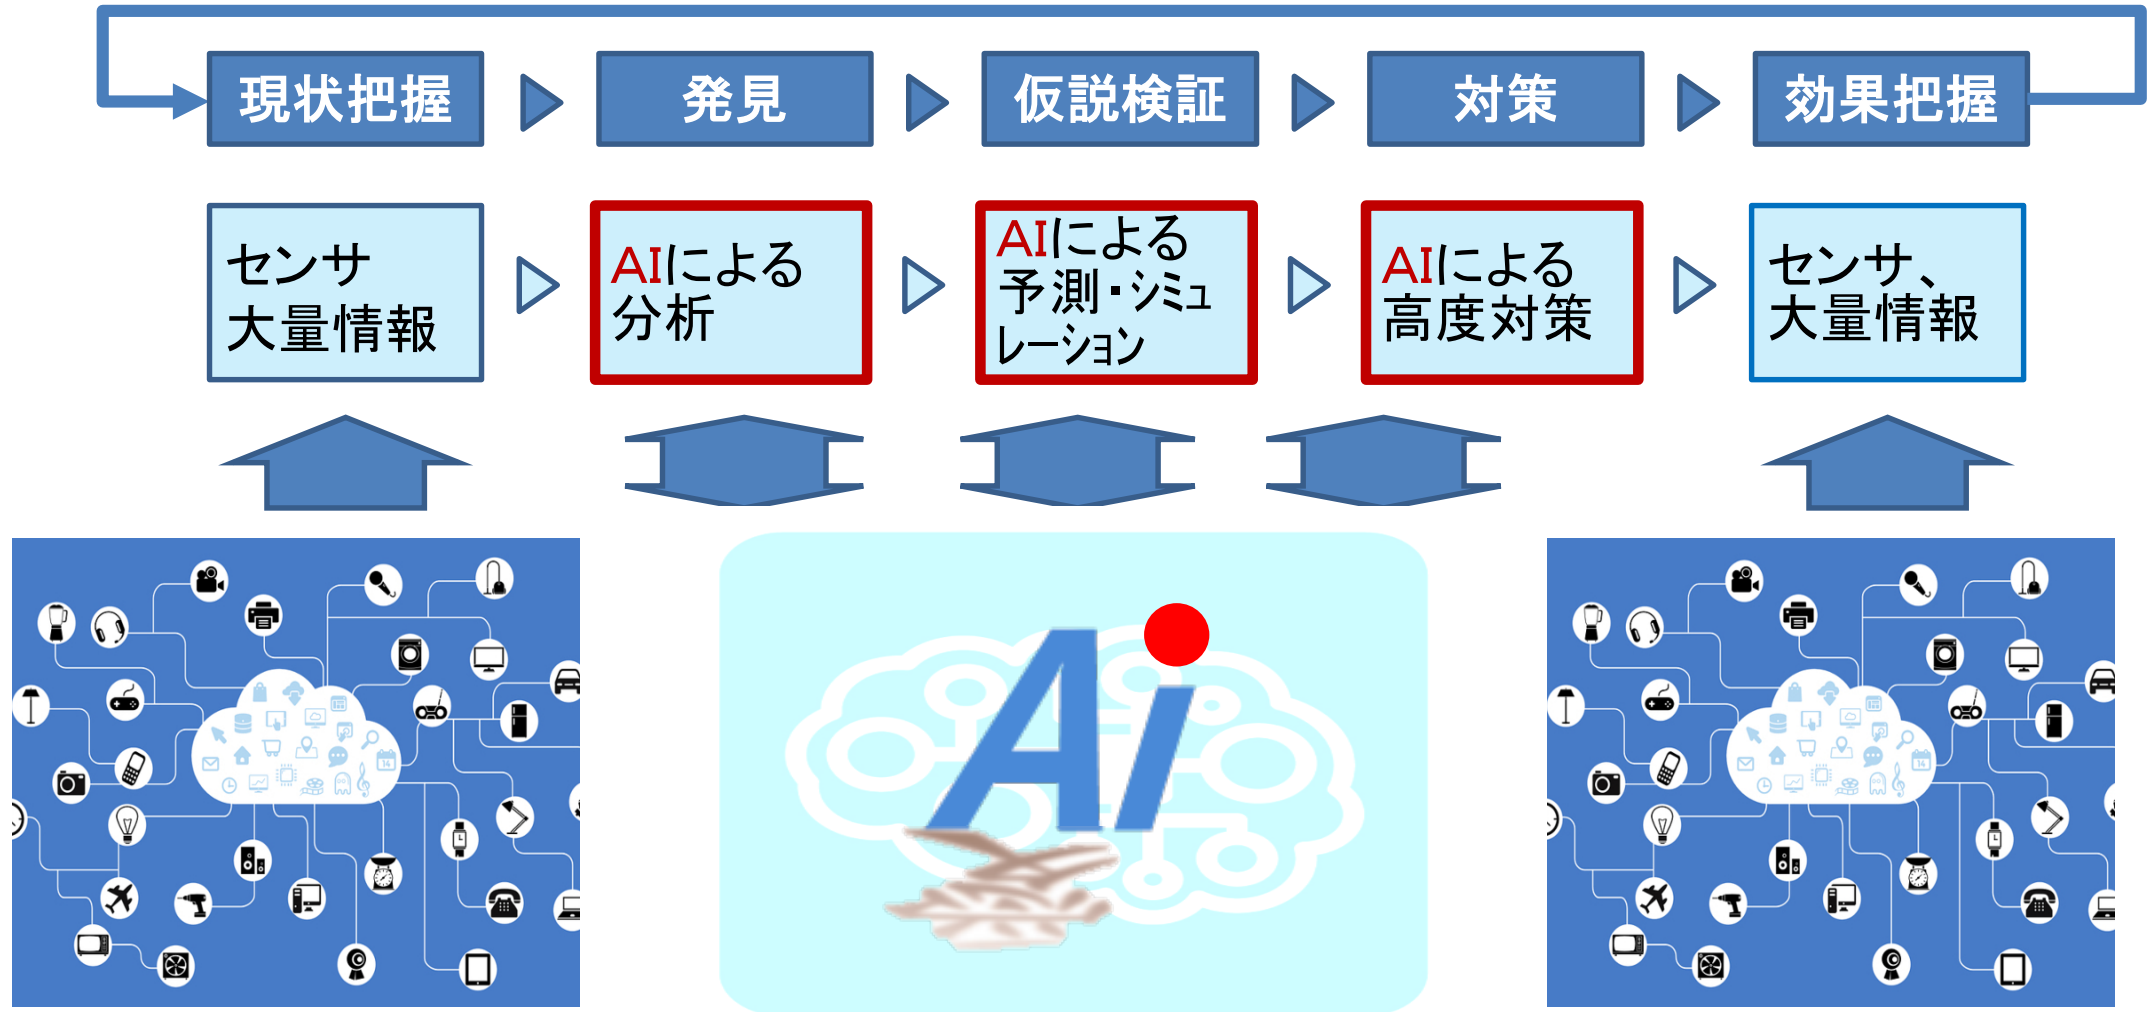 現状把握
発見
仮説検証
対策
効果把握
センサ
大量情報
AIによる
分析
AIによる
予測・シミュ
レーション
AIによる
高度対策
センサ、
大量情報
14
Ai
14